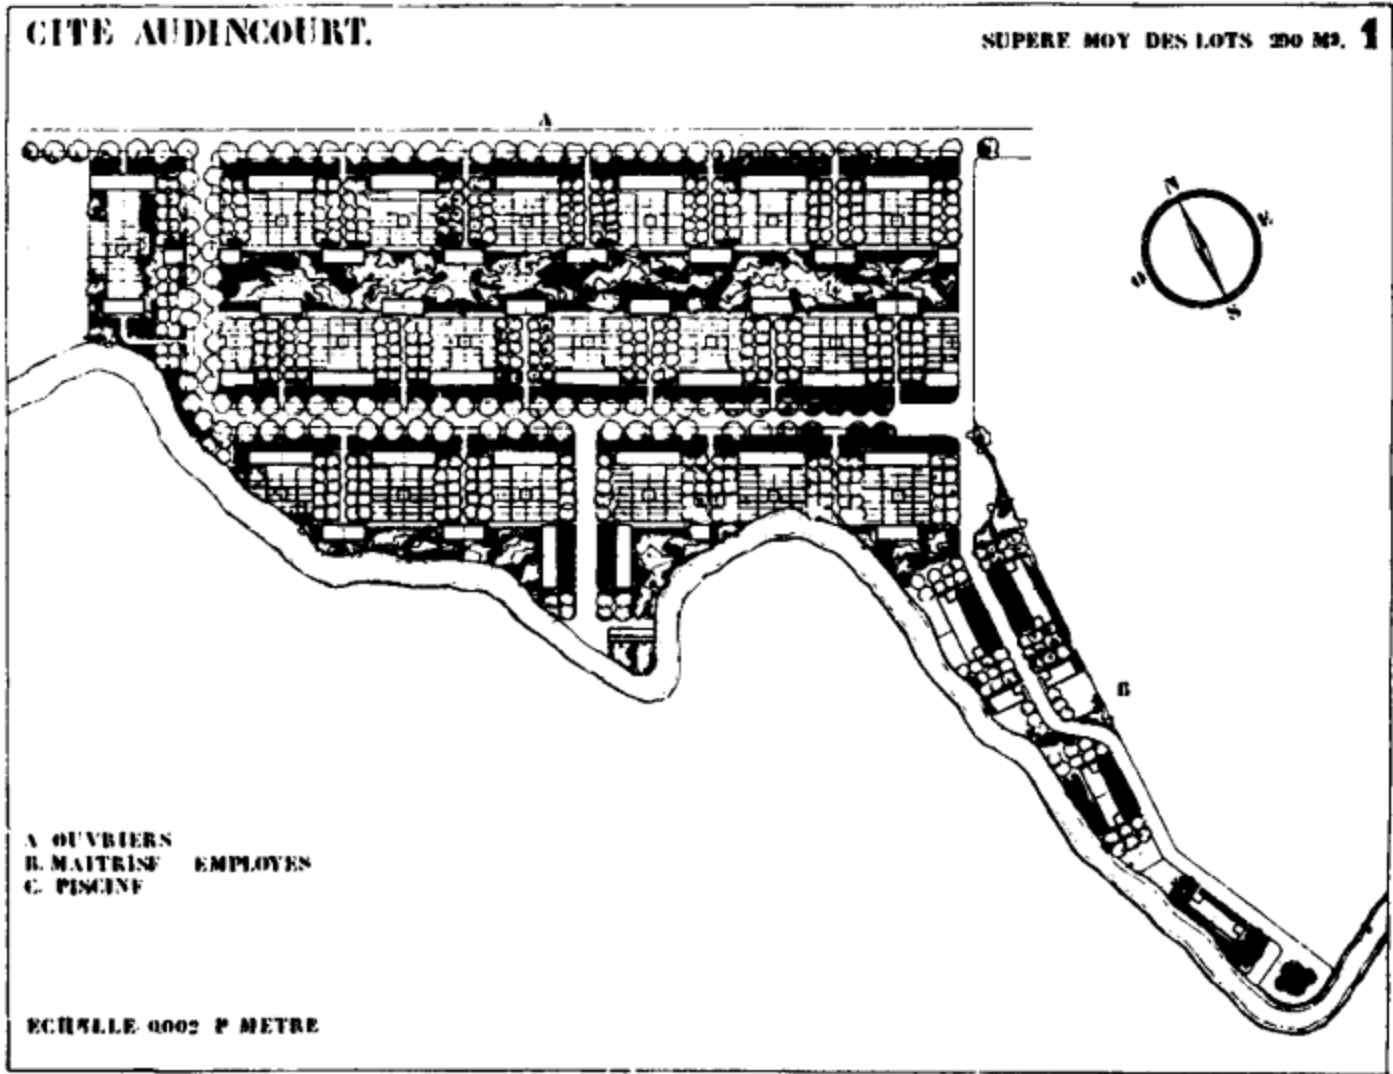 CITE AUDINCOURT.
SUPERF MOY DES LOTS 290 M². 1
A
N
E
O
S
B
A OUVRIERS
B. MAITRISE EMPLOYES
C. PISCINE
ECHELLE 0,002 P METRE